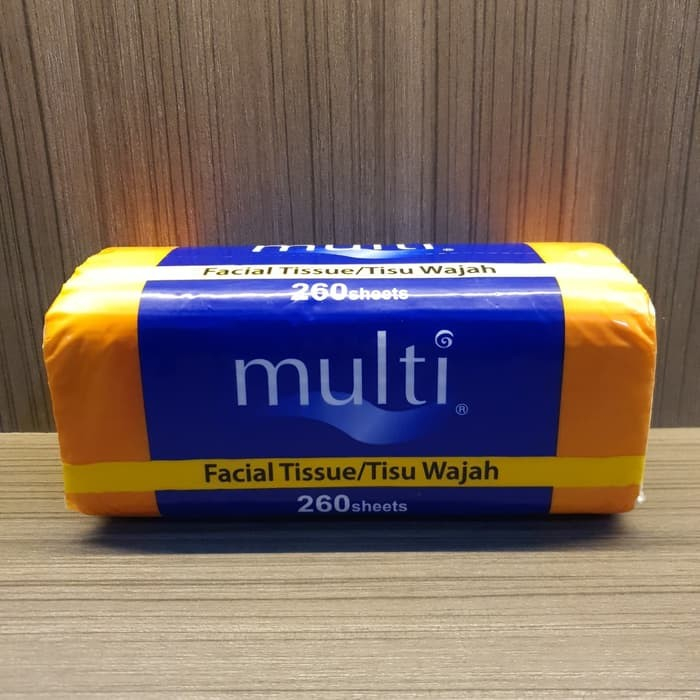 multi®
Facial Tissue/Tisu Wajah
260sheets
multi
®
Facial Tissue/Tisu Wajah
260sheets